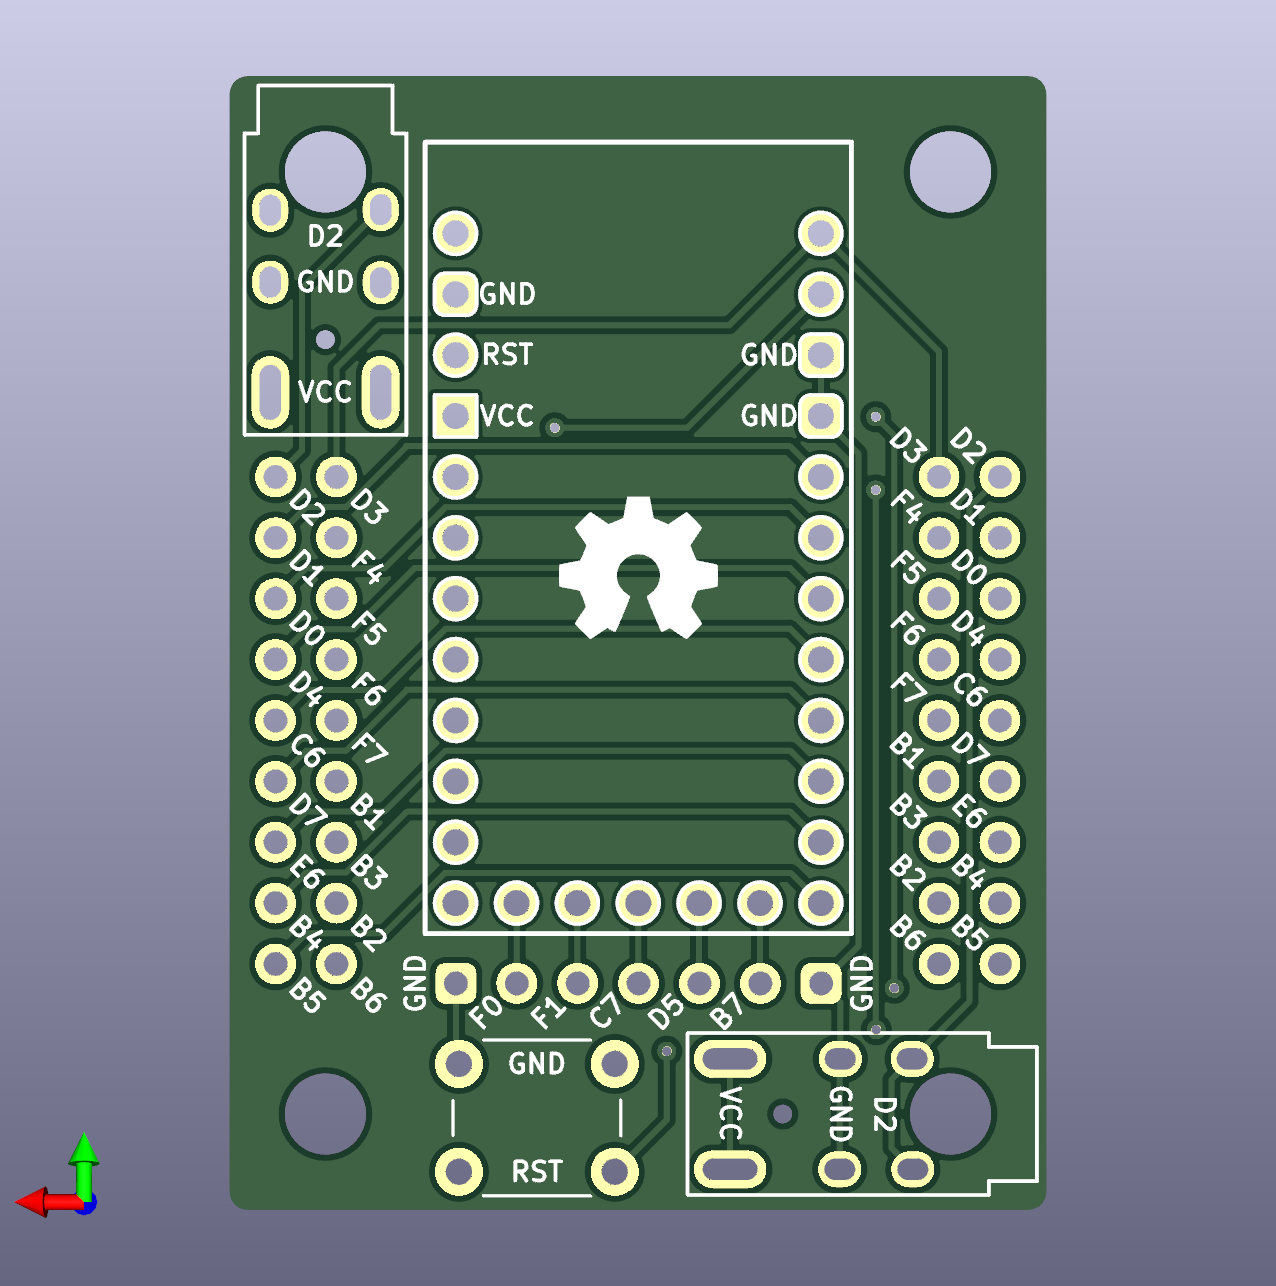 D2
GND
VCC
GND
RST
VCC
GND
GND
D2
D3
D1
F4
D0
F5
D4
F6
C6
F7
D7
B1
E6
B3
B4
B2
B5
B6
D3
D2
F4
D1
F5
D0
F6
D4
F7
C6
B1
D7
B3
E6
B2
B4
B6
B5
GND
F0
F1
C7
D5
B7
GND
GND
RST
VCC
GND
D2